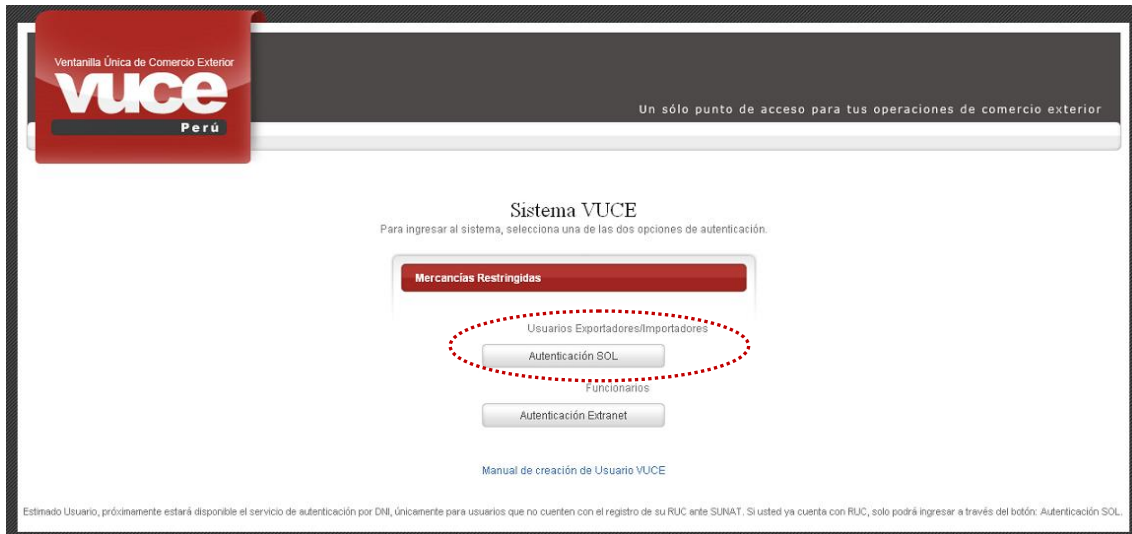 Ventanilla Única de Comercio Exterior
vuce
Perú
Un sólo punto de acceso para tus operaciones de comercio exterior
Sistema VUCE
Para ingresar al sistema, selecciona una de las dos opciones de autenticación.
Mercancías Restringidas
Usuarios Exportadores/Importadores
Autenticación SOL
Funcionarios
Autenticación Extranet
Manual de creación de Usuario VUCE
Estimado Usuario, próximamente estará disponible el servicio de autenticación por DNI, únicamente para usuarios que no cuenten con el registro de su RUC ante SUNAT. Si usted ya cuenta con RUC, solo podrá ingresar a través del botón: Autenticación SOL.